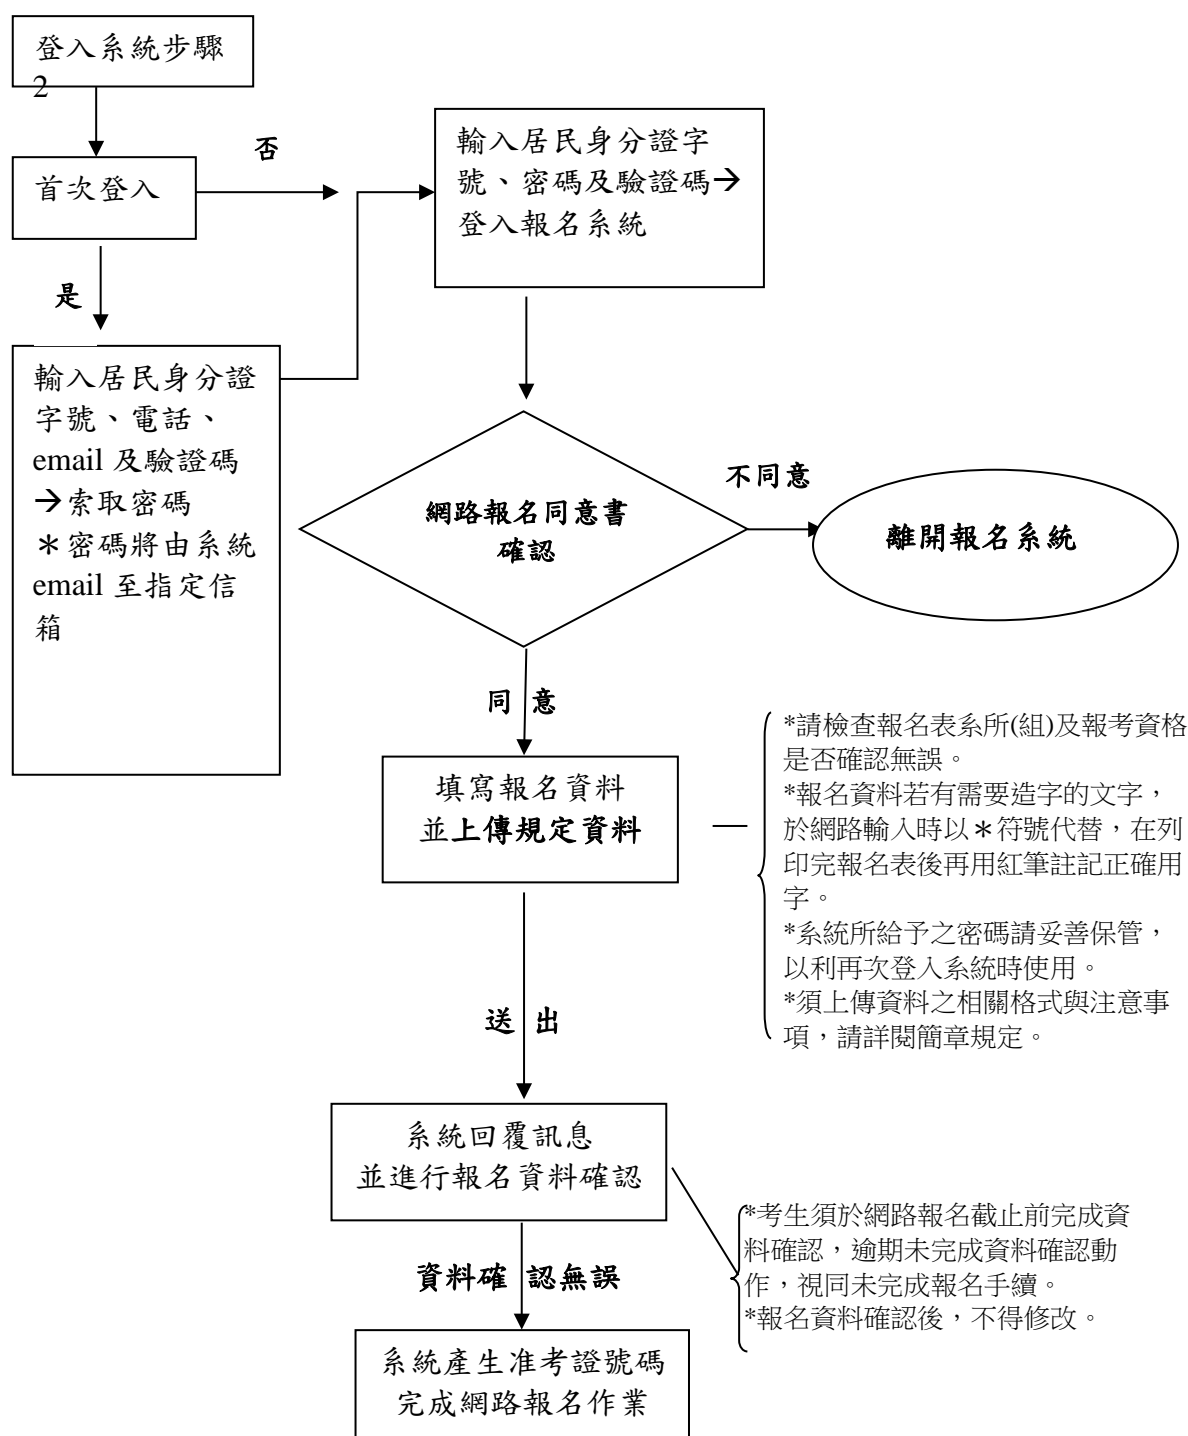 登入系統步驟
2
首次登入
否
是
輸入居民身分證字
號、密碼及驗證碼→
登入報名系統
輸入居民身分證
字號、電話、
email 及驗證碼
→索取密碼
＊密碼將由系統
email 至指定信
箱
網路報名同意書
確認
不同意
離開報名系統
同意
填寫報名資料
並上傳規定資料
*請檢查報名表系所(組)及報考資格
是否確認無誤。
*報名資料若有需要造字的文字，
於網路輸入時以＊符號代替，在列
印完報名表後再用紅筆註記正確用
字。
*系統所給予之密碼請妥善保管，
以利再次登入系統時使用。
*須上傳資料之相關格式與注意事
項，請詳閱簡章規定。
送出
系統回覆訊息
並進行報名資料確認
*考生須於網路報名截止前完成資
料確認，逾期未完成資料確認動
作，視同未完成報名手續。
*報名資料確認後，不得修改。
資料確認無誤
系統產生准考證號碼
完成網路報名作業